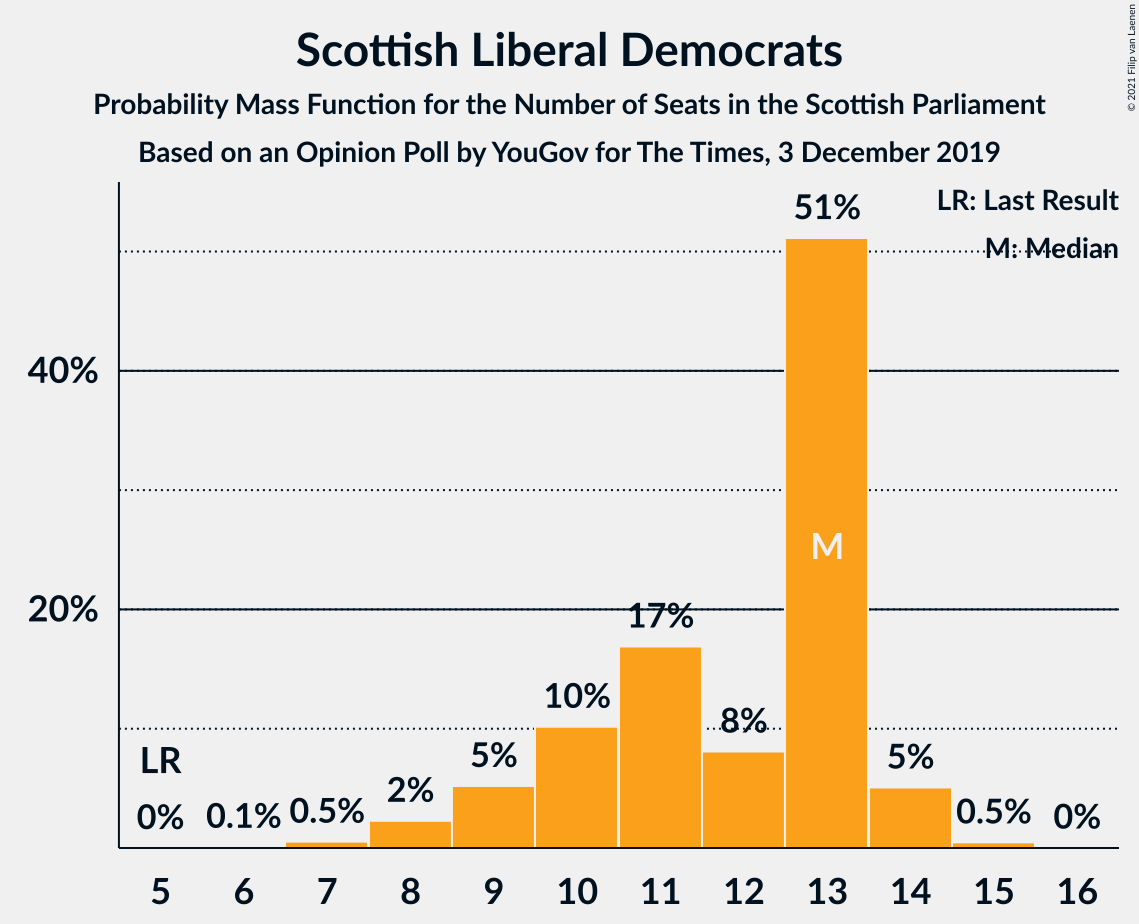 Scottish Liberal Democrats
Probability Mass Function for the Number of Seats in the Scottish Parliament
Based on an Opinion Poll by YouGov for The Times, 3 December 2019
© 2021 Filip van Laenen
LR: Last Result
M: Median
51%
40%
M
20%
17%
10%
8%
5%
5%
LR
2%
0%
0.1%
0.5%
0.5%
0%
5 6 7 8 9 10 11 12 13 14 15 16